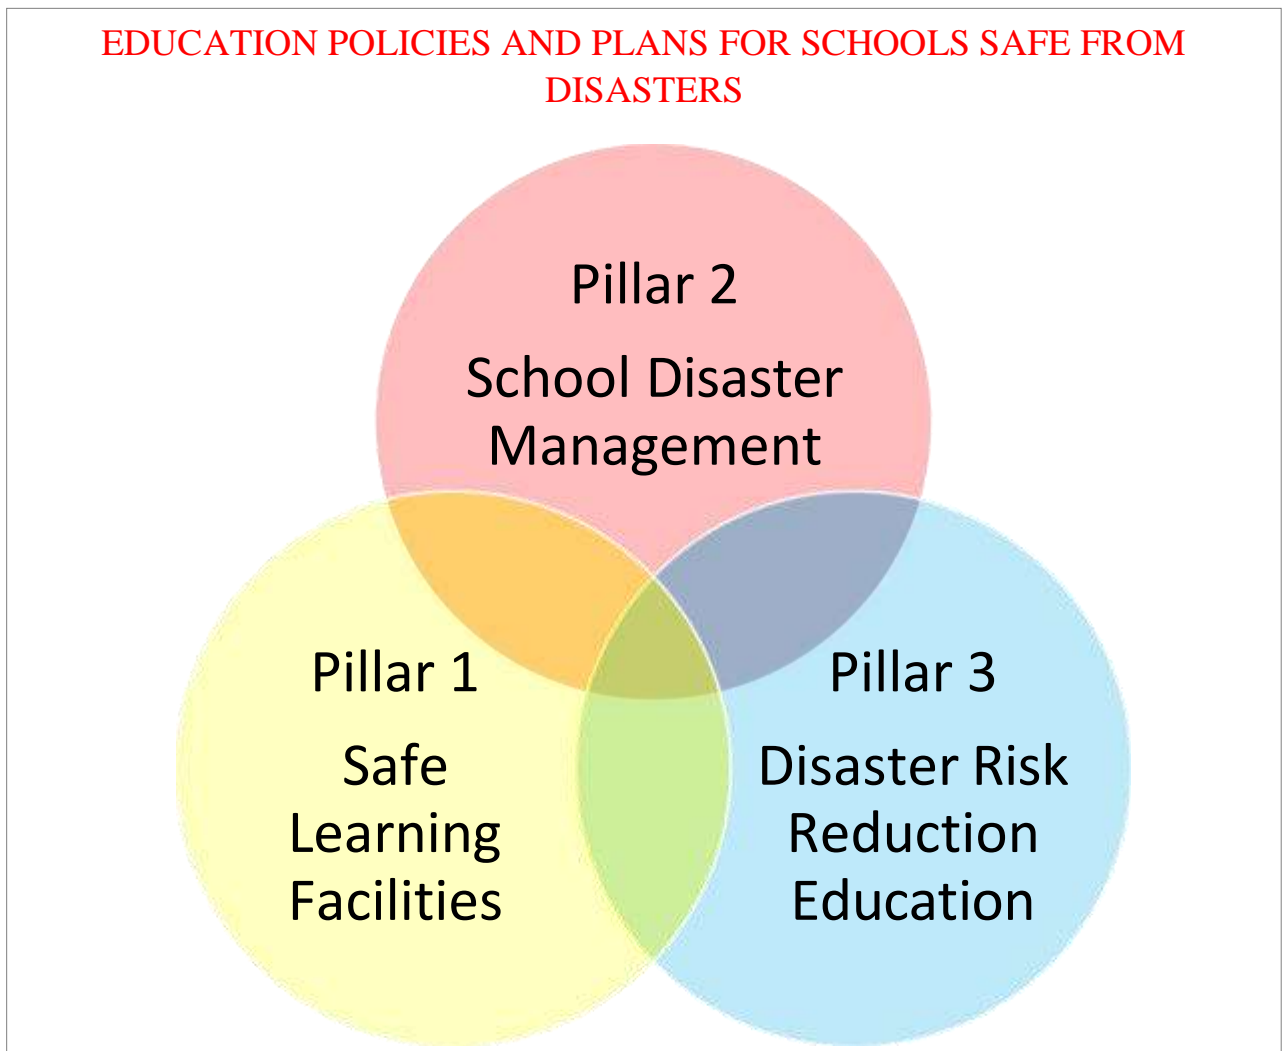 EDUCATION POLICIES AND PLANS FOR SCHOOLS SAFE FROM
DISASTERS
Pillar 2
School Disaster
Management
Pillar 1
Safe
Learning
Facilities
Pillar 3
Disaster Risk
Reduction
Education